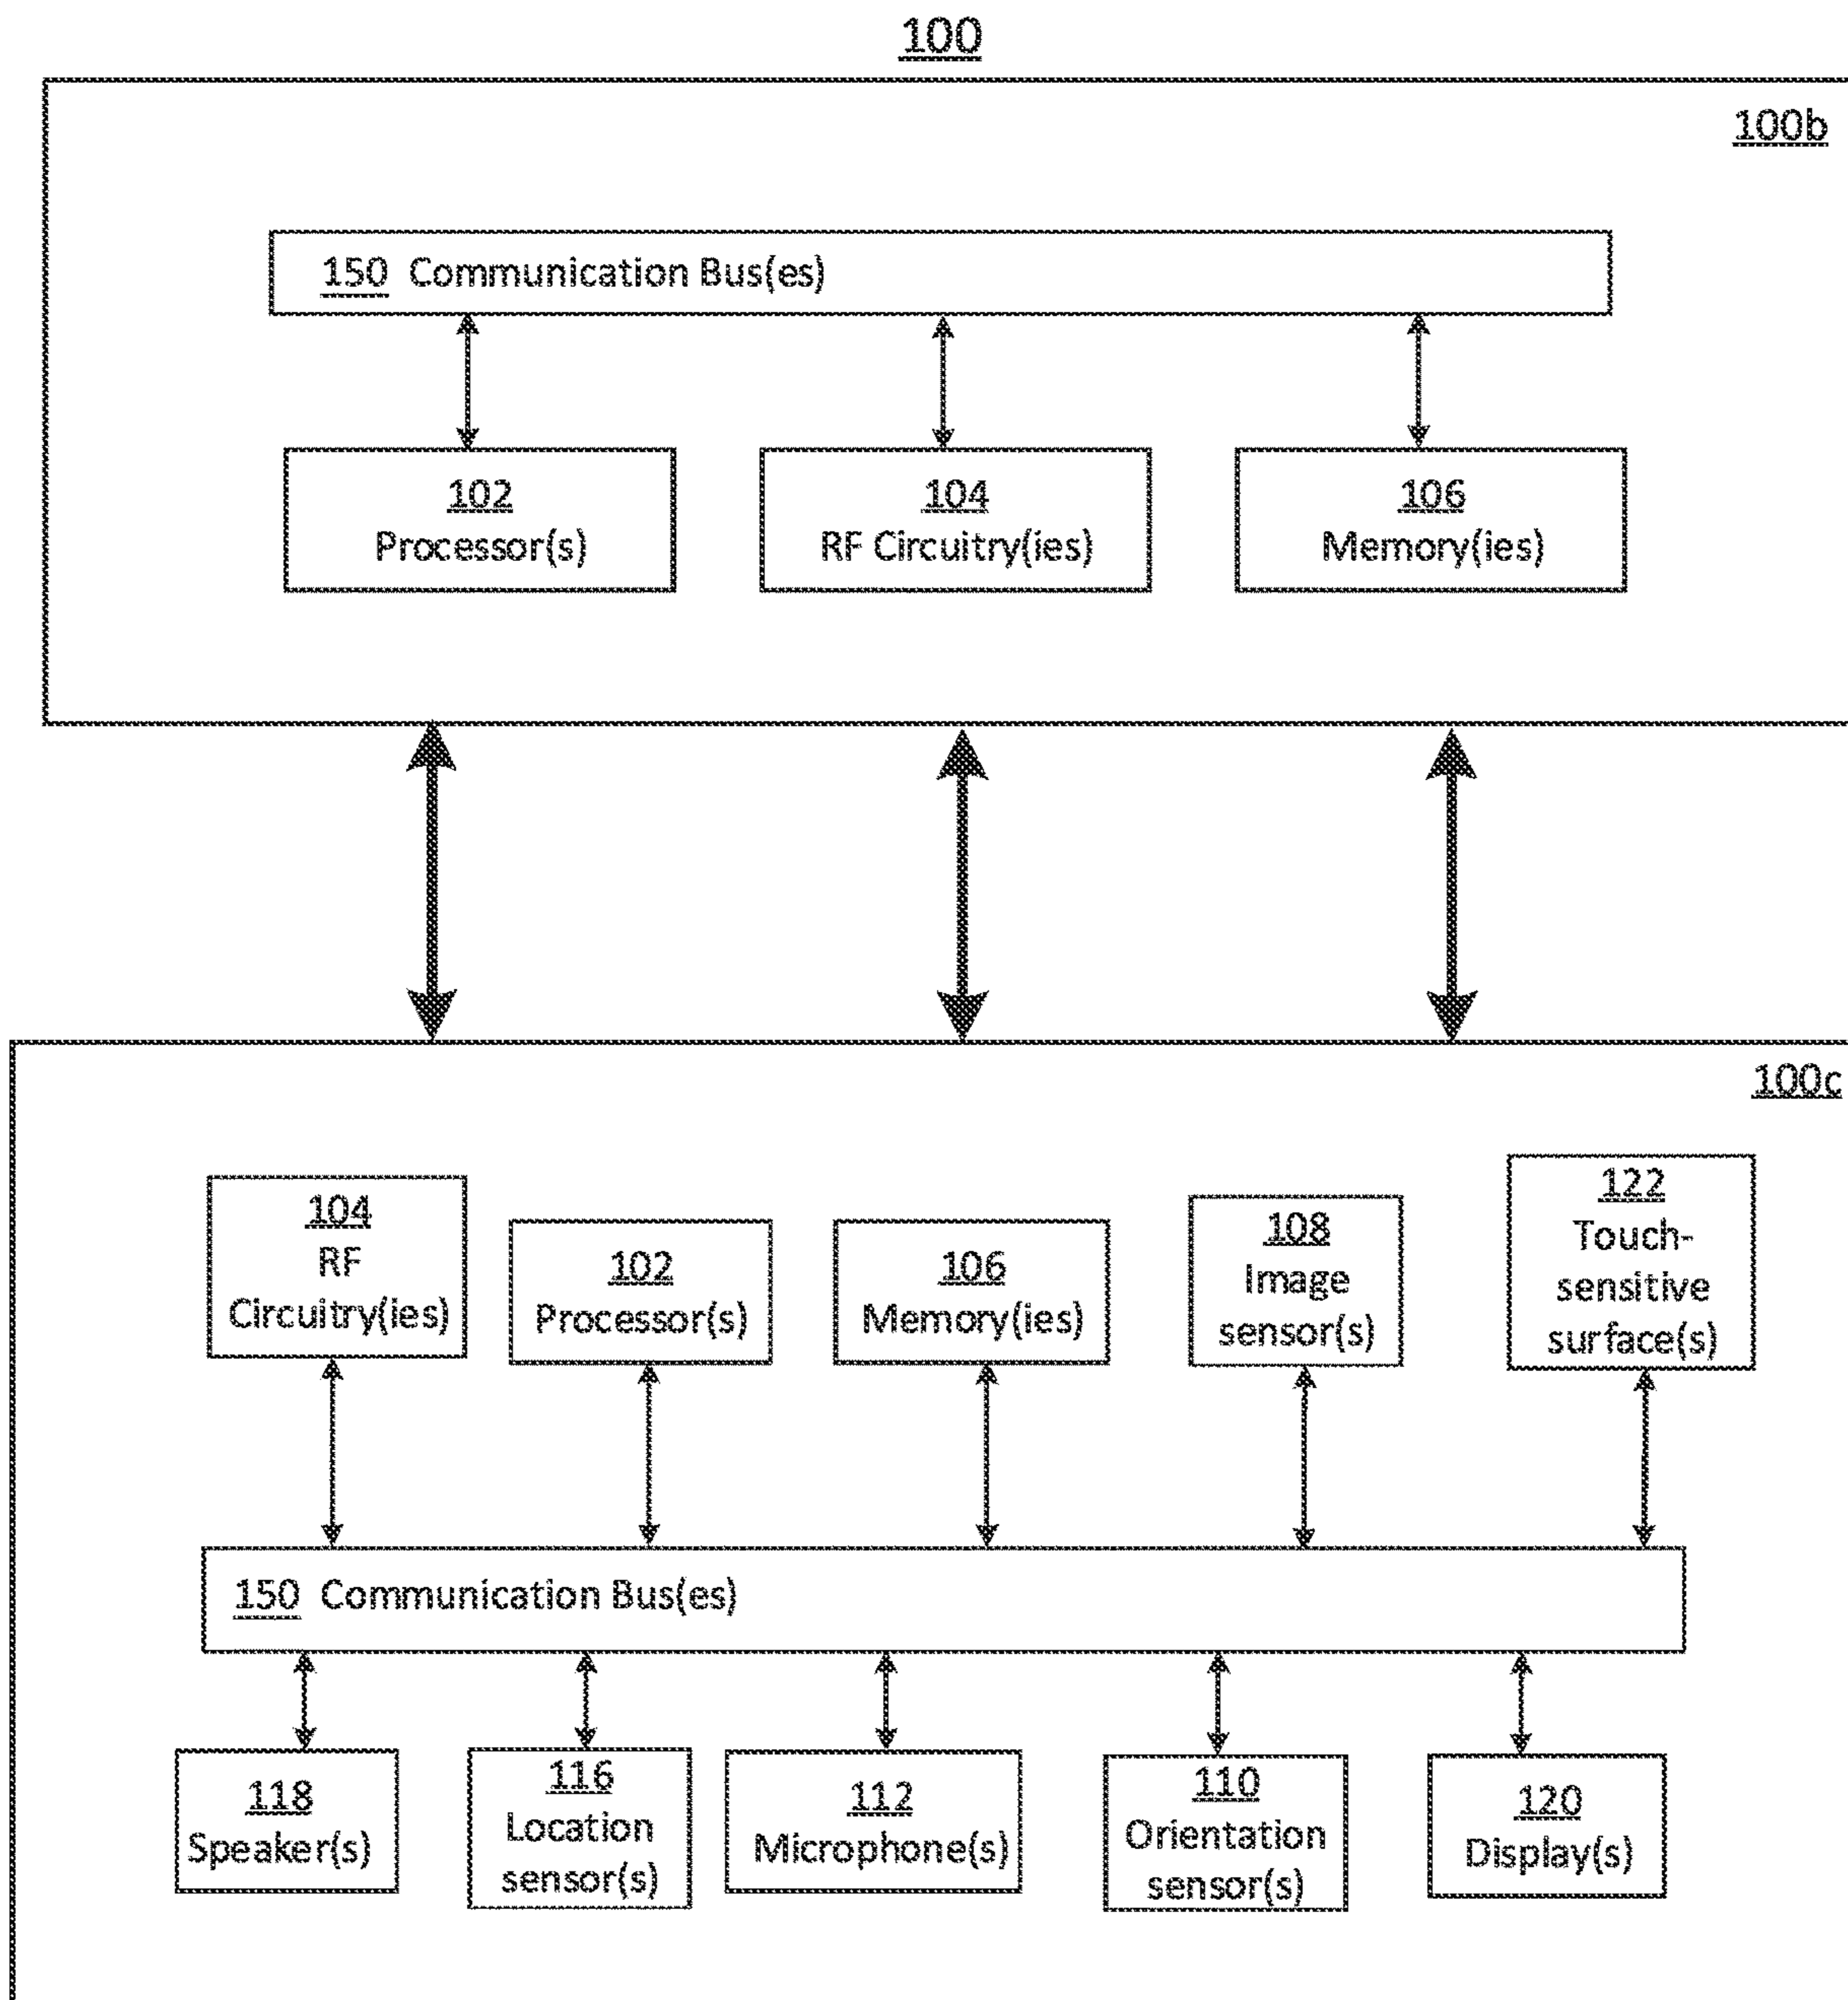 100
100b
150 Communication Bus(es)
102
Processor(s)
104
RF Circuitry(ies)
106
Memory(ies)
100c
104
RF
Circuitry(ies)
102
Processor(s)
106
Memory(ies)
108
Image
sensor(s)
122
Touch-
sensitive
surface(s)
150 Communication Bus(es)
118
Speaker(s)
116
Location
sensor(s)
112
Microphone(s)
110
Orientation
sensor(s)
120
Display(s)